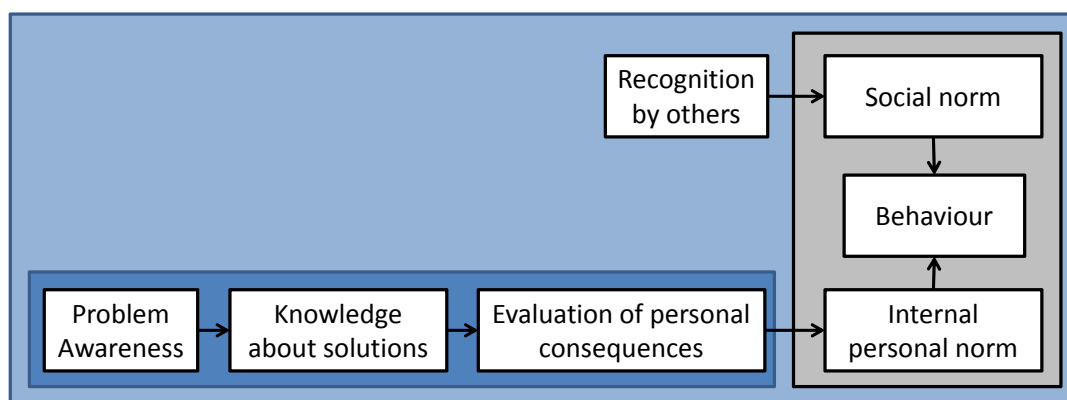 Recognition
by others
Social norm
Behaviour
Problem
Awareness
Knowledge
about solutions
Evaluation of personal
consequences
Internal
personal norm